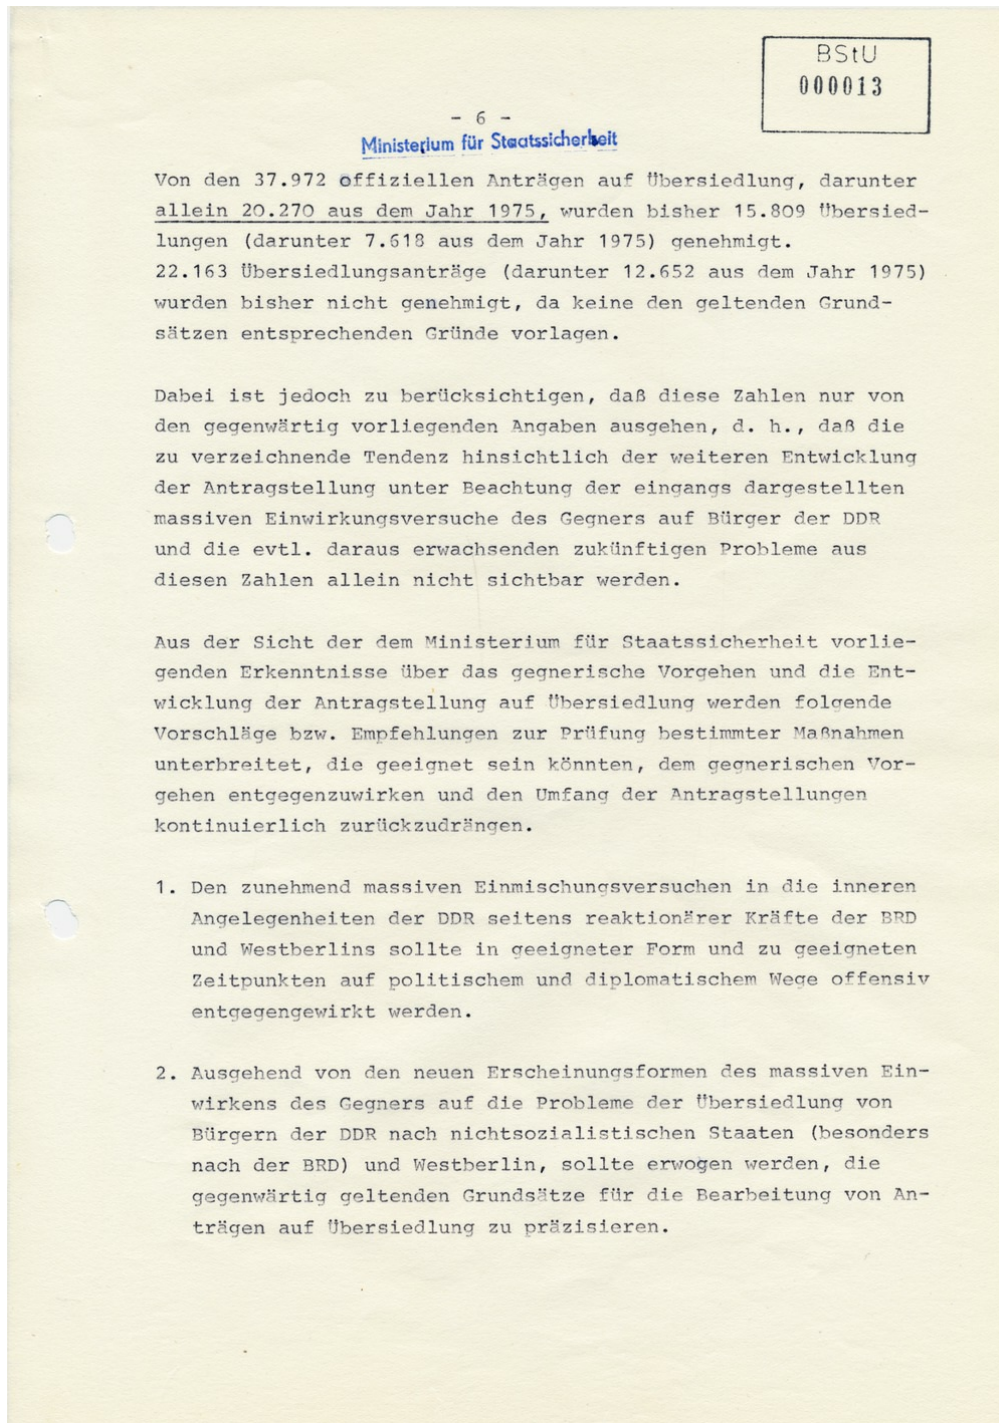 BStU
000013
- 6 -
Ministerium für Staatssicherheit
Von den 37.972 offiziellen Anträgen auf Übersiedlung, darunter
allein 20.270 aus dem Jahr 1975, wurden bisher 15.809 Übersied-
lungen (darunter 7.618 aus dem Jahr 1975) genehmigt.
22.163 Übersiedlungsanträge (darunter 12.652 aus dem Jahr 1975)
wurden bisher nicht genehmigt, da keine den geltenden Grund-
sätzen entsprechenden Gründe vorlagen.
Dabei ist jedoch zu berücksichtigen, daß diese Zahlen nur von
den gegenwärtig vorliegenden Angaben ausgehen, d. h., daß die
zu verzeichnende Tendenz hinsichtlich der weiteren Entwicklung
der Antragstellung unter Beachtung der eingangs dargestellten
massiven Einwirkungsversuche des Gegners auf Bürger der DDR
und die evtl. daraus erwachsenden zukünftigen Probleme aus
diesen Zahlen allein nicht sichtbar werden.
Aus der Sicht der dem Ministerium für Staatssicherheit vorlie-
genden Erkenntnisse über das gegnerische Vorgehen und die Ent-
wicklung der Antragstellung auf Übersiedlung werden folgende
Vorschläge bzw. Empfehlungen zur Prüfung bestimmter Maßnahmen
unterbreitet, die geeignet sein könnten, dem gegnerischen Vor-
gehen entgegenzuwirken und den Umfang der Antragstellungen
kontinuierlich zurückzudrängen.
1. Den zunehmend massiven Einmischungsversuchen in die inneren
Angelegenheiten der DDR seitens reaktionärer Kräfte der BRD
und Westberlins sollte in geeigneter Form und zu geeigneten
Zeitpunkten auf politischem und diplomatischem Wege offensiv
entgegengewirkt werden.
2. Ausgehend von den neuen Erscheinungsformen des massiven Ein-
wirkens des Gegners auf die Probleme der Übersiedlung von
Bürgern der DDR nach nichtsozialistischen Staaten (besonders
nach der BRD) und Westberlin, sollte erwogen werden, die
gegenwärtig geltenden Grundsätze für die Bearbeitung von An-
trägen auf Übersiedlung zu präzisieren.